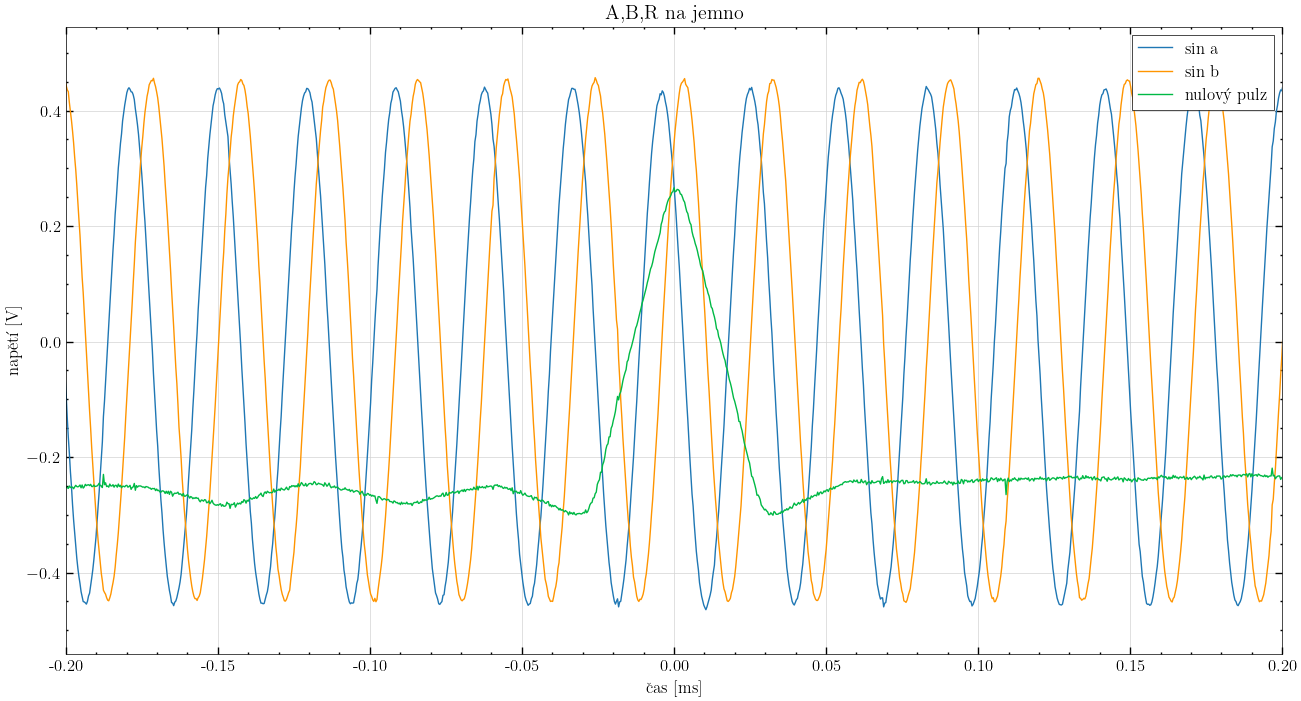 A,B,R na jemno
sin a
sin b
nulový pulz
napětí [V]
0.4
0.2
0.0
−0.2
−0.4
-0.20 -0.15 -0.10 -0.05 0.00 0.05 0.10 0.15 0.20
čas [ms]